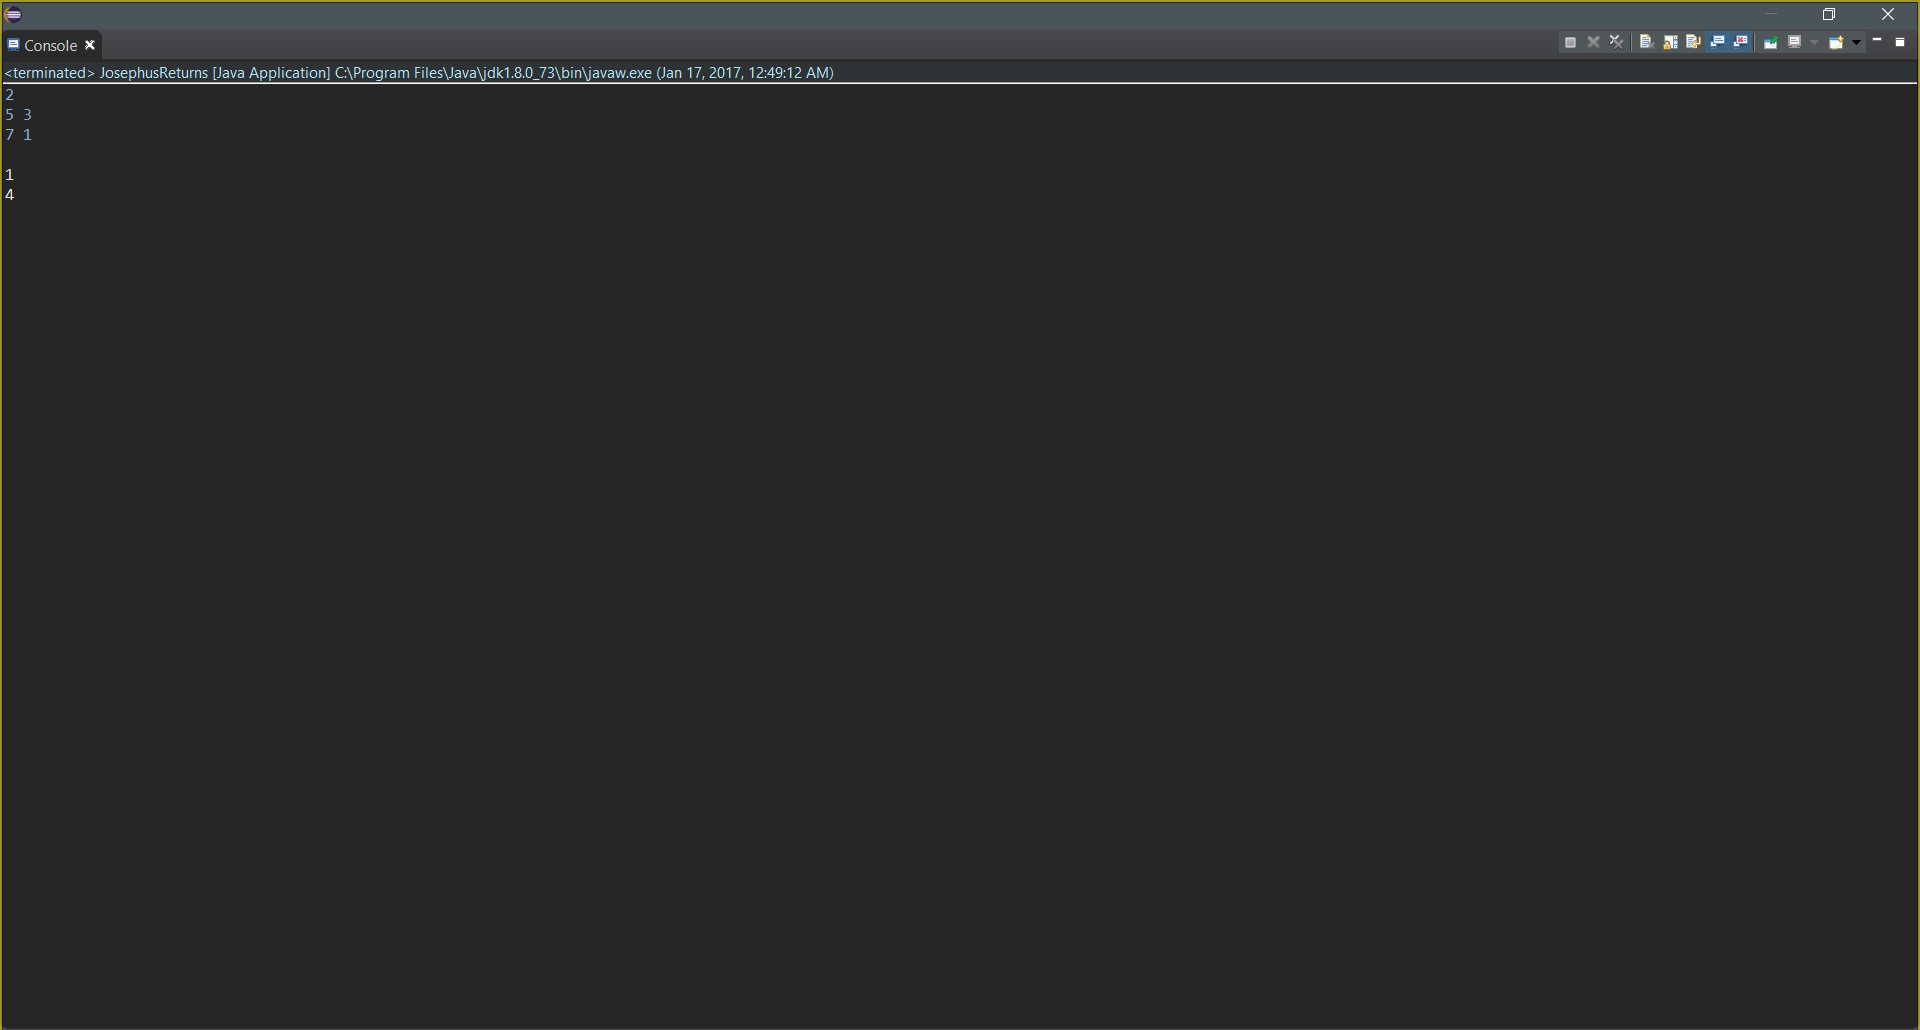 Console
<terminated> JosephusReturns [Java Application] C:\Program Files\Java\jdk1.8.0_73\bin\javaw.exe (Jan 17, 2017, 12:49:12 AM)
2
5 3
7 1
1
4